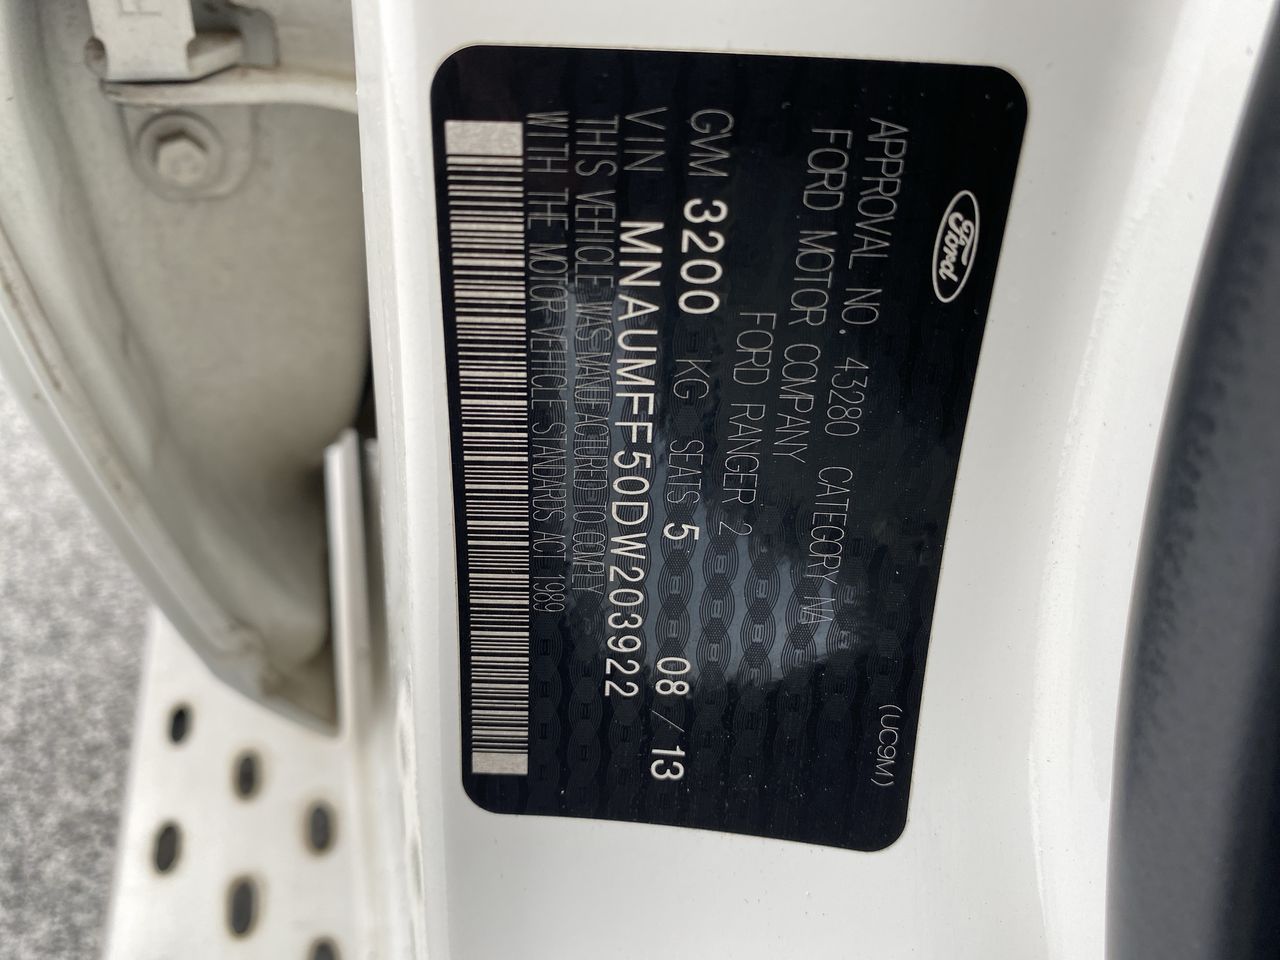 Ford
(UC9M)
APPROVAL NO. 43280 CATEGORY NA
FORD MOTOR COMPANY
FORD RANGER 2
GVM 3200 KG SEATS 5 08 / 13
VIN MNAUMFF50DW203922
THIS VEHICLE WAS MANUFACTURED TO COMPLY
WITH THE MOTOR VEHICLE STANDARDS ACT 1989